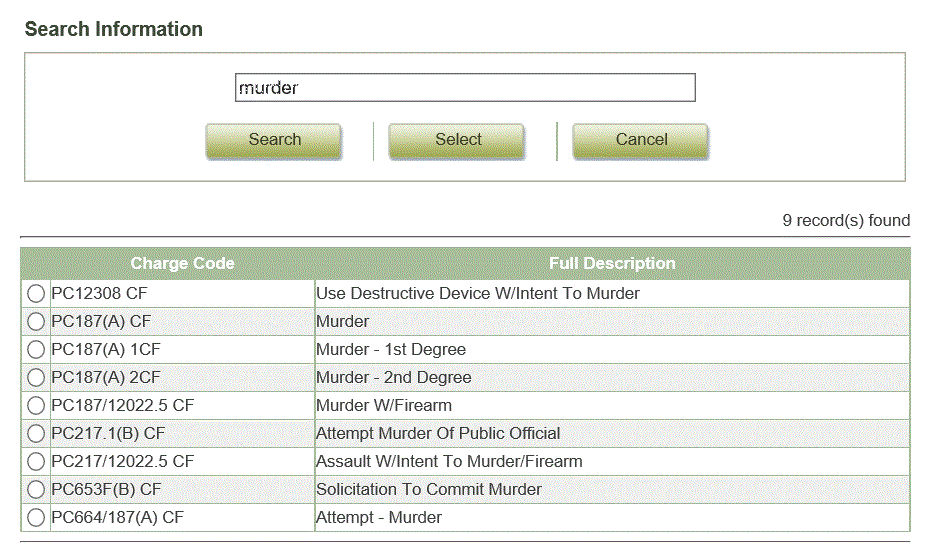 Search Information
murder
Search Select Cancel
9 record(s) found
Charge Code Full Description
PC12308 CF Use Destructive Device W/Intent To Murder
PC187(A) CF Murder
PC187(A) 1CF Murder - 1st Degree
PC187(A) 2CF Murder - 2nd Degree
PC187/12022.5 CF Murder W/Firearm
PC217.1(B) CF Attempt Murder Of Public Official
PC217/12022.5 CF Assault W/Intent To Murder/Firearm
PC653F(B) CF Solicitation To Commit Murder
PC664/187(A) CF Attempt - Murder